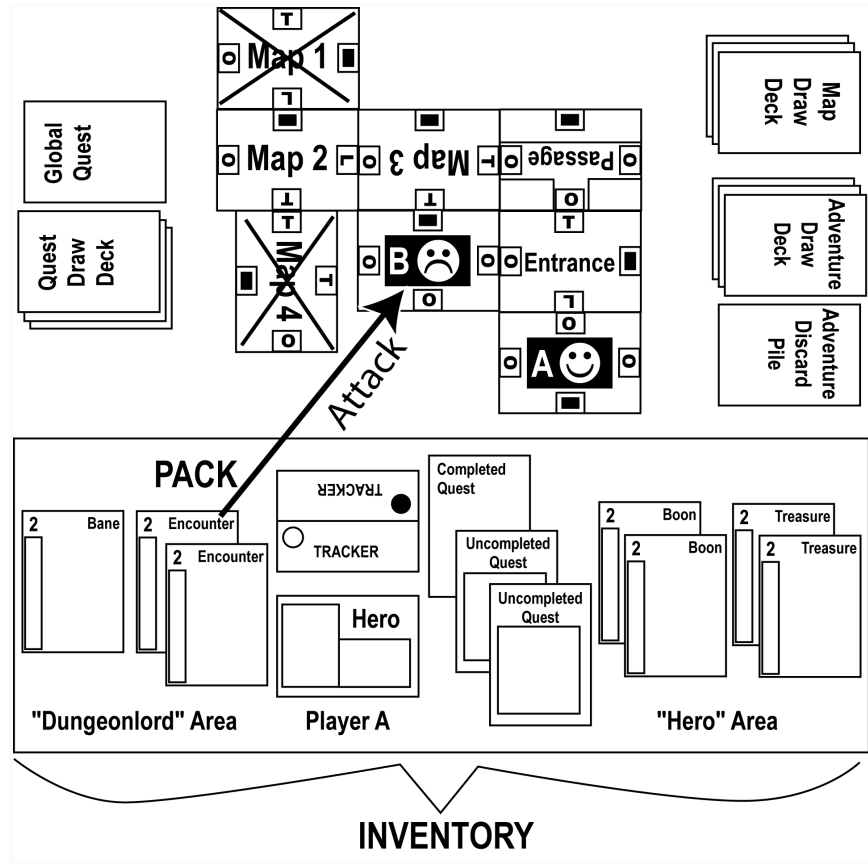 T
O Map 1
L
Global
Quest
Quest
Draw
Deck
O Map 2 L
T
O Map 3 T
T
O Passage O
O
T
Map 4 T
O
O B O
O
T
O Entrance
L
O
O A O
Map
Draw
Deck
Adventure
Draw
Deck
Adventure
Discard
Pile
Attack
PACK
2 Bane
2 Encounter
2 Encounter
"Dungeonlord" Area
TRACKER
TRACKER
Hero
Player A
Completed
Quest
Uncompleted
Quest
Uncompleted
Quest
2 Boon
2 Boon
2 Treasure
2 Treasure
"Hero" Area
INVENTORY